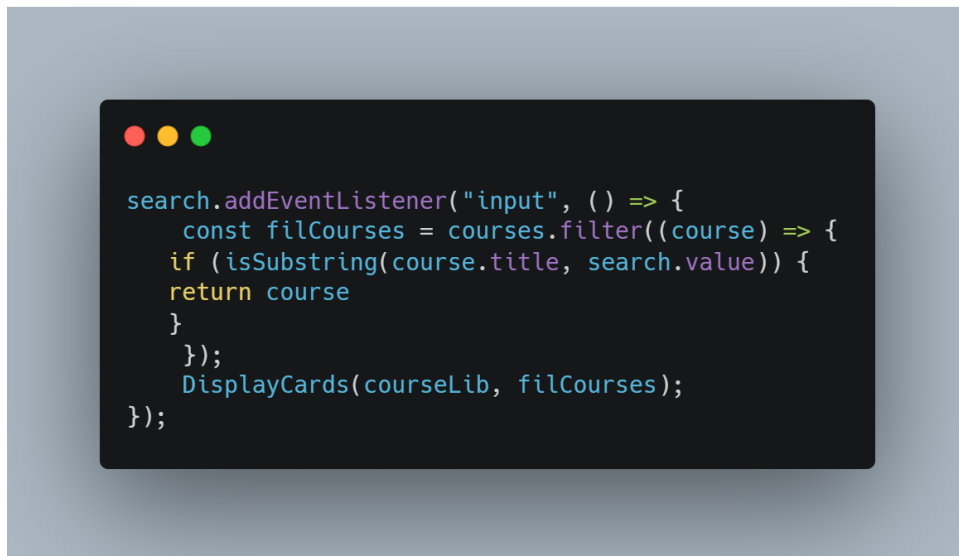 search.addEventListener("input", () => {
    const filCourses = courses.filter((course) => {
   if (isSubstring(course.title, search.value)) {
   return course
   }
    });
    DisplayCards(courseLib, filCourses);
});